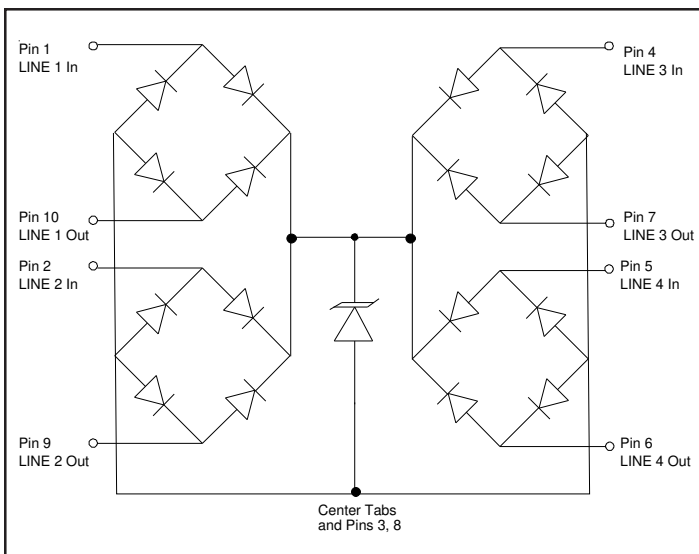 Pin 1
LINE 1 In
Pin 4
LINE 3 In
Pin 10
LINE 1 Out
Pin 7
LINE 3 Out
Pin 2
LINE 2 In
Pin 5
LINE 4 In
Pin 9
LINE 2 Out
Pin 6
LINE 4 Out
Center Tabs
and Pins 3, 8